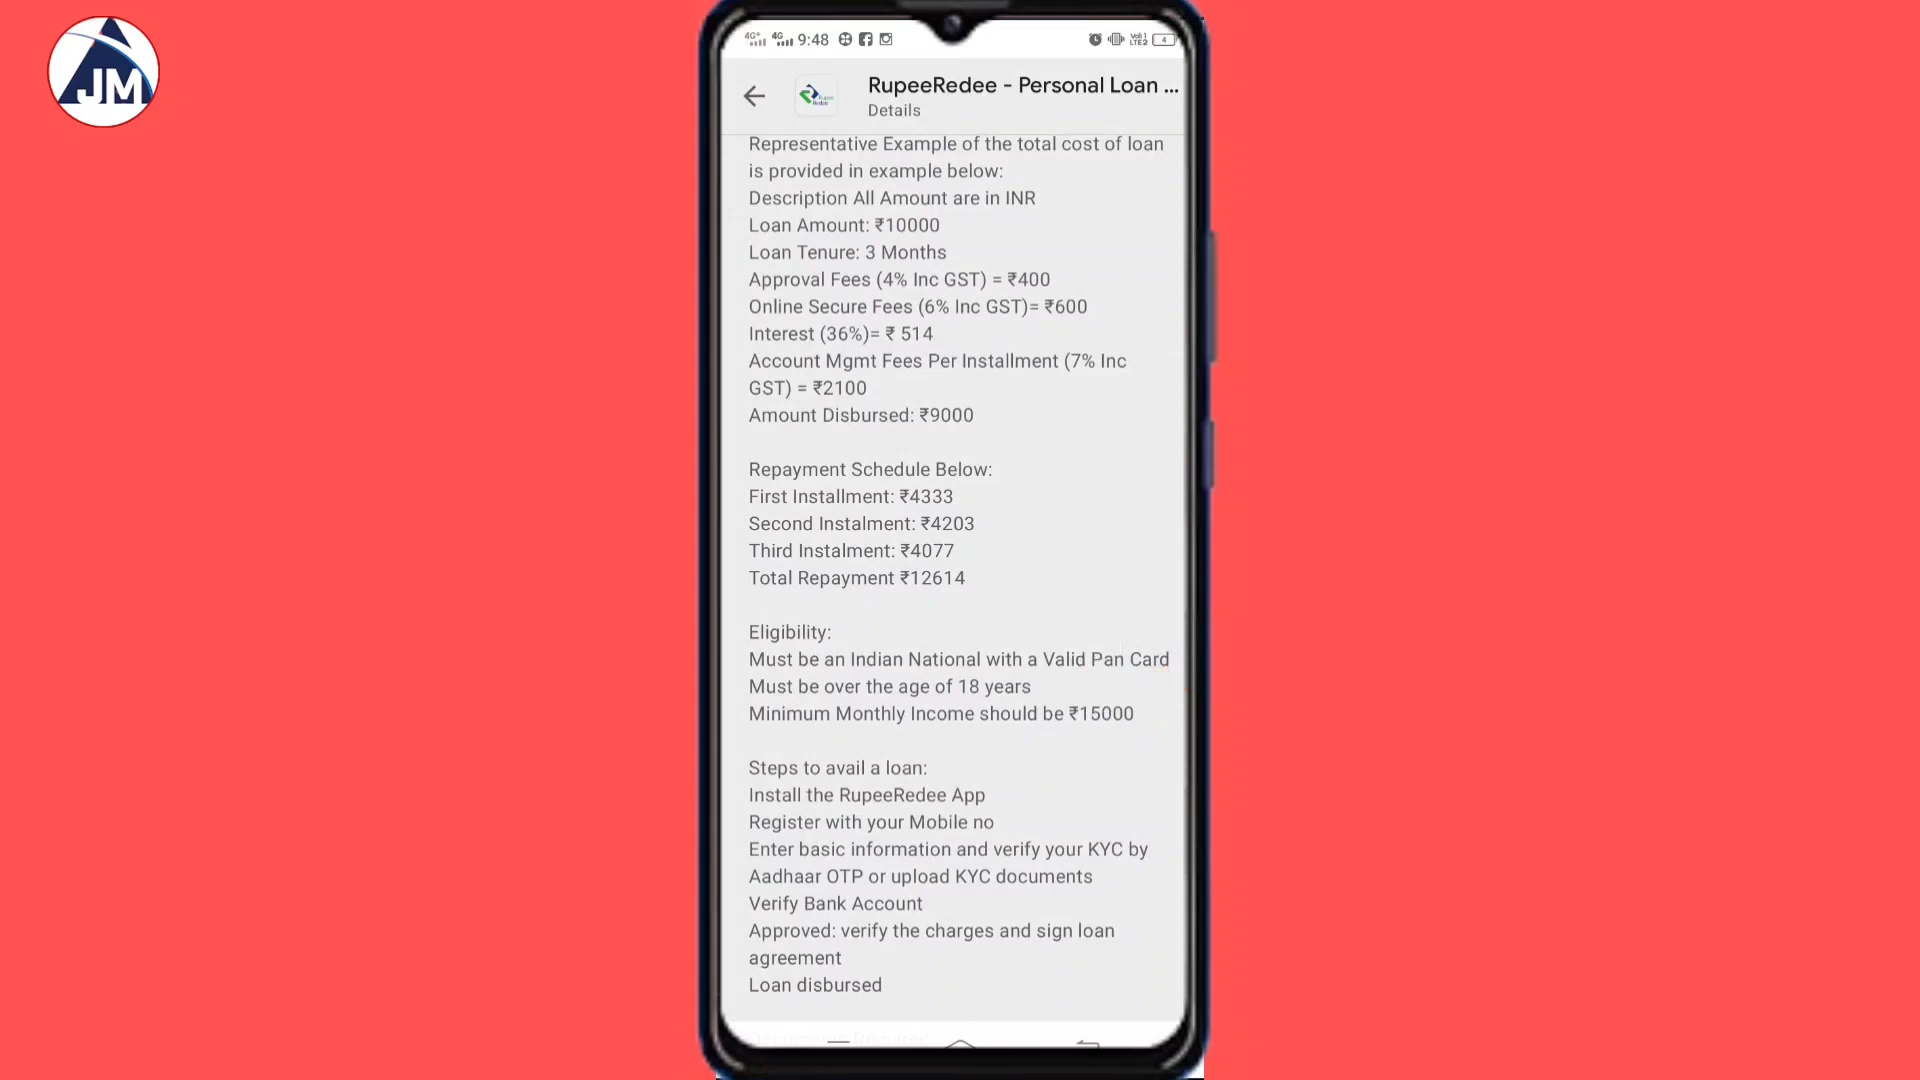 JM
4G+ 4G 9:48
4
RupeeRedee - Personal Loan ...
Details
Rupee
Redee
Representative Example of the total cost of loan
is provided in example below:
Description All Amount are in INR
Loan Amount: ₹10000
Loan Tenure: 3 Months
Approval Fees (4% Inc GST) = ₹400
Online Secure Fees (6% Inc GST)= ₹600
Interest (36%)= ₹ 514
Account Mgmt Fees Per Installment (7% Inc
GST) = ₹2100
Amount Disbursed: ₹9000
Repayment Schedule Below:
First Installment: ₹4333
Second Instalment: ₹4203
Third Instalment: ₹4077
Total Repayment ₹12614
Eligibility:
Must be an Indian National with a Valid Pan Card
Must be over the age of 18 years
Minimum Monthly Income should be ₹15000
Steps to avail a loan:
Install the RupeeRedee App
Register with your Mobile no
Enter basic information and verify your KYC by
Aadhaar OTP or upload KYC documents
Verify Bank Account
Approved: verify the charges and sign loan
agreement
Loan disbursed